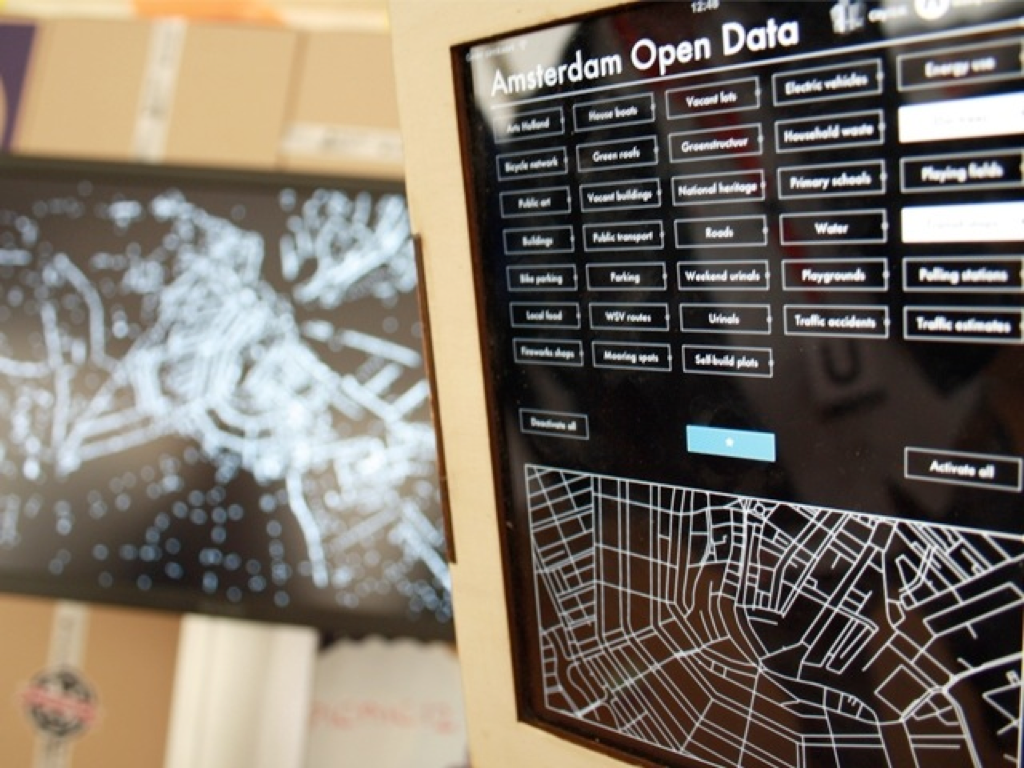 12:48
Amsterdam Open Data
Arts Holland
House boats
Vacant lots
Electric vehicles
Energy use
Bicycle network
Green roofs
Groenstructuur
Household waste
Public art
Vacant buildings
National heritage
Primary schools
Playing fields
Buildings
Public transport
Roads
Water
Bike parking
Parking
Weekend urinals
Playgrounds
Polling stations
Local food
WSV routes
Urinals
Traffic accidents
Traffic estimates
Fireworks shops
Mooring spots
Self-build plots
Deactivate all
Activate all